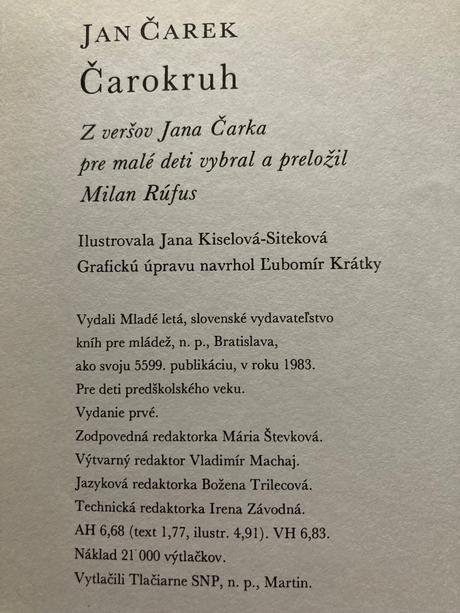 JAN ČAREK
Čarokruh
Z veršov Jana Čarka
pre malé deti vybral a preložil
Milan Rúfus
Ilustrovala Jana Kiselová-Siteková
Grafickú úpravu navrhol Ľubomír Krátky
Vydali Mladé letá, slovenské vydavateľstvo
kníh pre mládež, n. p., Bratislava,
ako svoju 5599. publikáciu, v roku 1983.
Pre deti predškolského veku.
Vydanie prvé.
Zodpovedná redaktorka Mária Števková.
Výtvarný redaktor Vladimír Machaj.
Jazyková redaktorka Božena Trilecová.
Technická redaktorka Irena Závodná.
AH 6,68 (text 1,77, ilustr. 4,91). VH 6,83.
Náklad 21 000 výtlačkov.
Vytlačili Tlačiarne SNP, n. p., Martin.